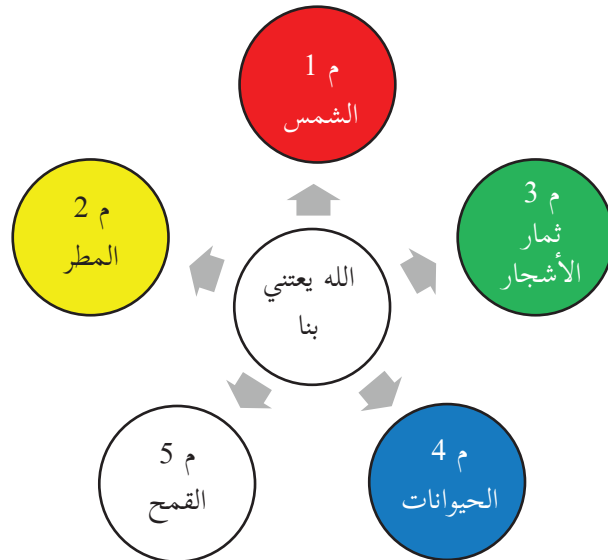 م 1
الشمس
م 2
المطر
م 3
ثمار
الأشجار
الله يعتني
بنا
م 4
الحيوانات
م 5
القمح